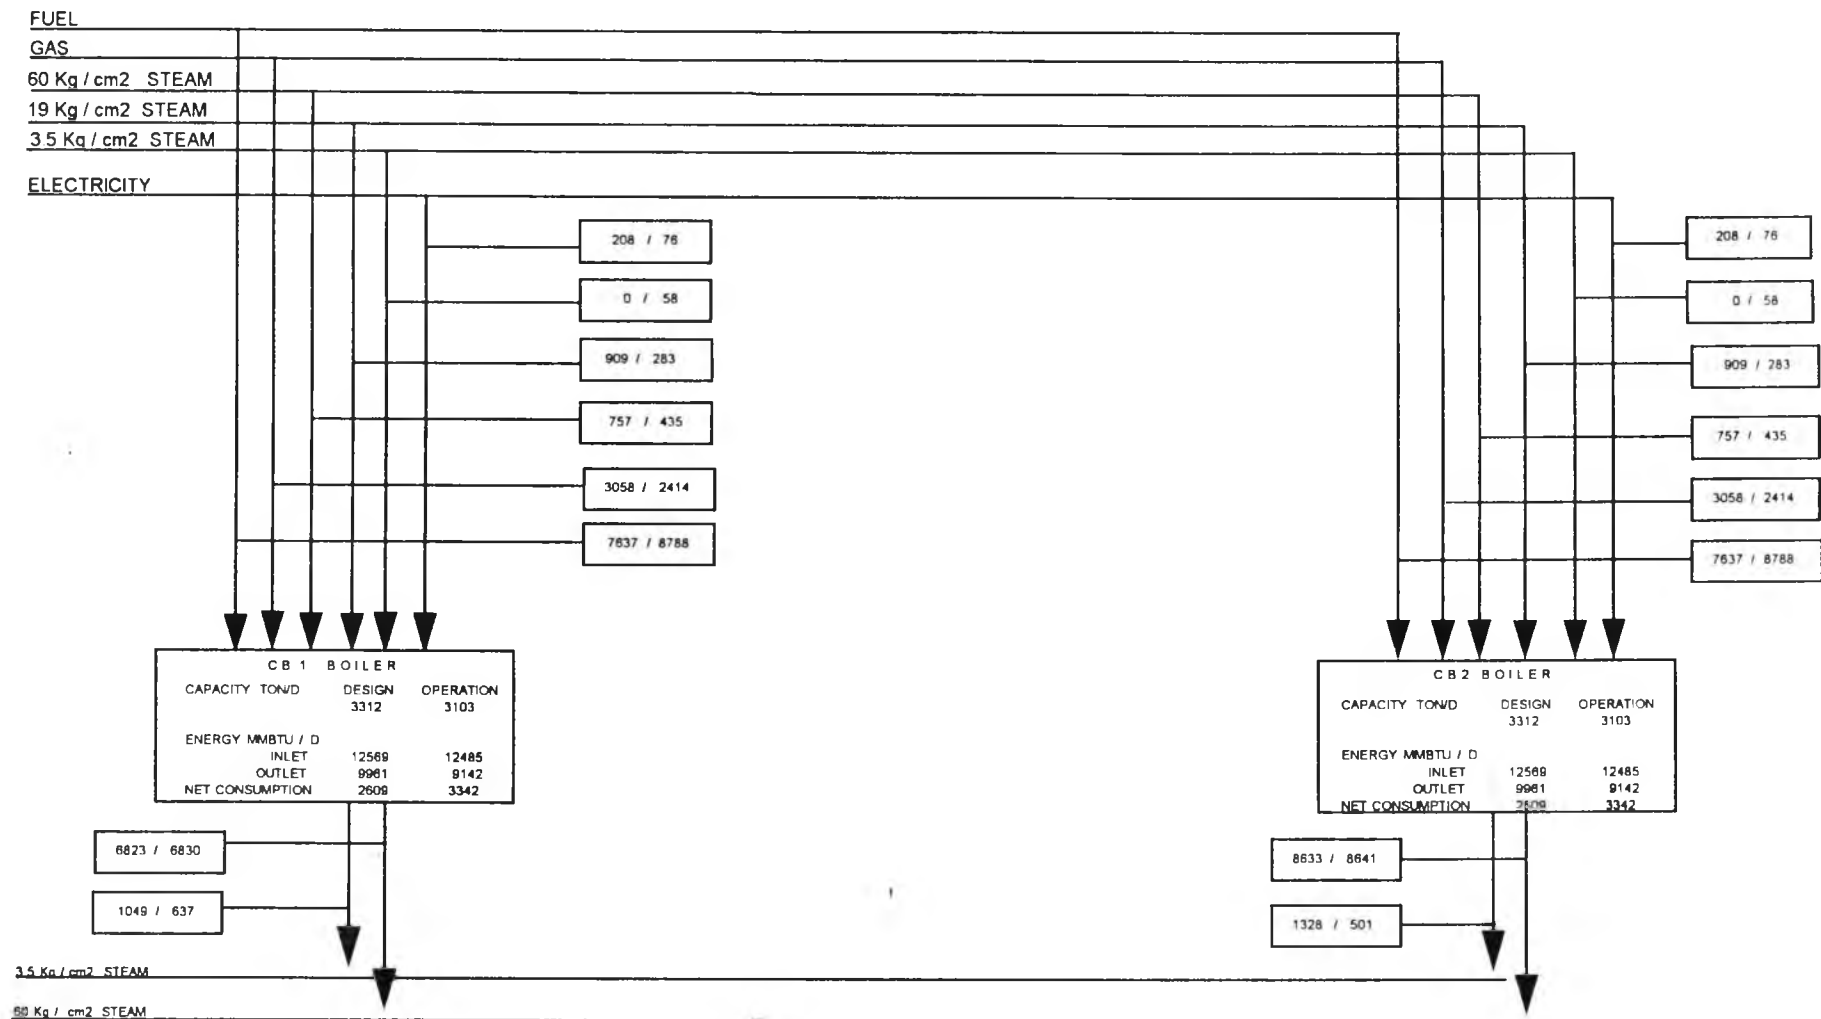 FUEL
GAS
60 Kg / cm2 STEAM
19 Kg / cm2 STEAM
3.5 Kg / cm2 STEAM
ELECTRICITY
208 / 76
0 / 58
909 / 283
757 / 435
3058 / 2414
7637 / 8788
208 / 76
0 / 58
909 / 283
757 / 435
3058 / 2414
7637 / 8788
CB 1 BOILER
CAPACITY TON/D DESIGN OPERATION
3312 3103
ENERGY MMBTU / D
INLET 12569 12485
OUTLET 9961 9142
NET CONSUMPTION 2609 3342
CB2 BOILER
CAPACITY TON/D DESIGN OPERATION
3312 3103
ENERGY MMBTU / D
INLET 12569 12485
OUTLET 9961 9142
NET CONSUMPTION 2609 3342
6823 / 6830
1049 / 637
8633 / 8641
1328 / 501
3.5 Kg / cm2 STEAM
60 Kg / cm2 STEAM